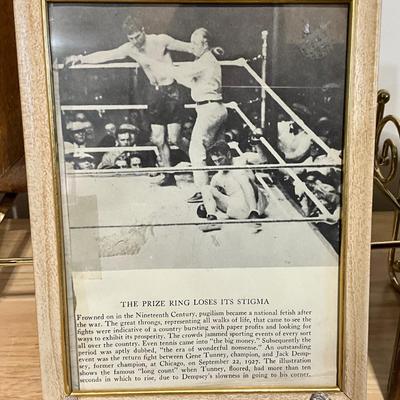 THE PRIZE RING LOSES ITS STIGMA
Frowned on in the Nineteenth Century, pugilism became a national fetish after
the war. The great throngs, representing all walks of life, that came to see the
fights were indicative of a country bursting with paper profits and looking for
ways to exhibit its prosperity. The crowds jammed sporting events of every sort
all over the country. Even tennis came into "the big money." Subsequently the
period was aptly dubbed, "the era of wonderful nonsense." An outstanding
event was the return fight between Gene Tunney, champion, and Jack Demp-
sey, former champion, at Chicago, on September 22, 1927. The illustration
shows the famous "long count" when Tunney, floored, had more than ten
seconds in which to rise, due to Dempsey's slowness in going to his corner.